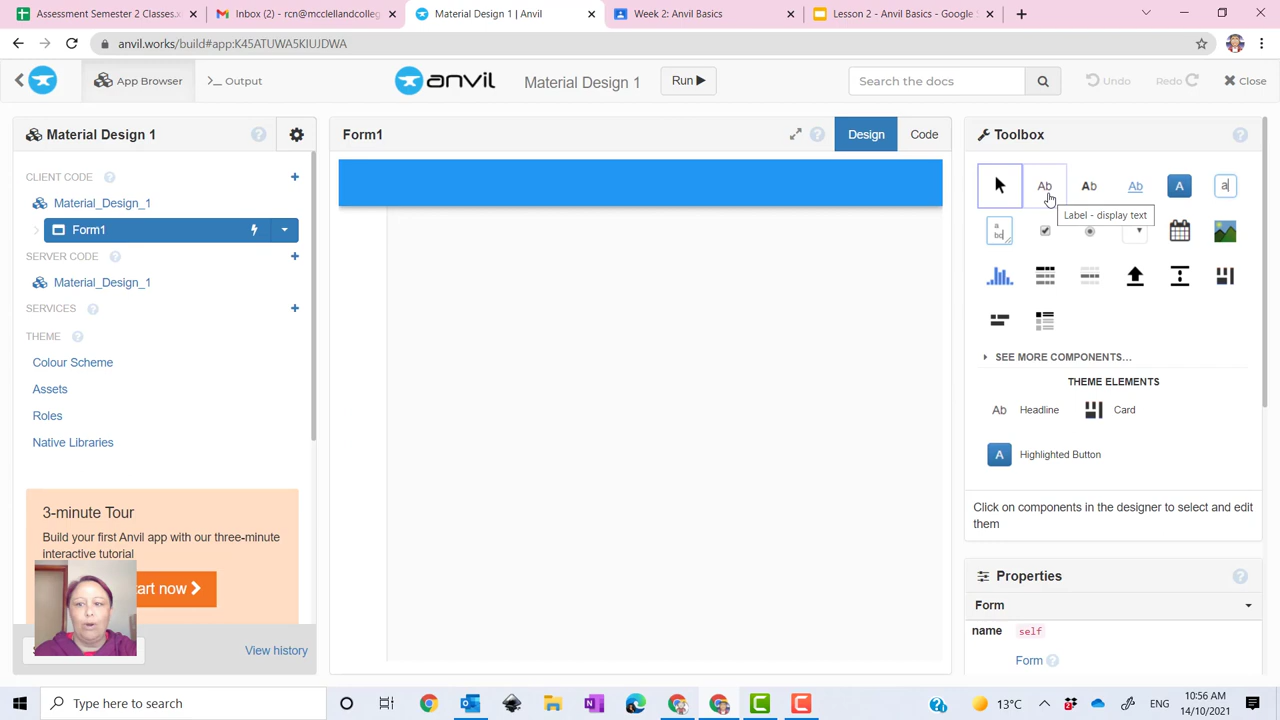 Assessment Semester 2 Classes.x
Inbox (2) - rcn@mcclellandcolleg
Material Design 1 | Anvil
Week 2: Anvil Basics
Lesson 2 - Anvil Basics - Google S
anvil.works/build#app:K45ATUWA5KIUJDWA
App Browser
>_ Output
anvil
Material Design 1
Run
Search the docs
Undo
Redo
Close
Material Design 1
Form1
Design
Code
Toolbox
CLIENT CODE
Material_Design_1
Form1
SERVER CODE
Material_Design_1
SERVICES
THEME
Colour Scheme
Assets
Roles
Native Libraries
3-minute Tour
Build your first Anvil app with our three-minute
interactive tutorial
art now
View history
Ab
Ab
Ab
A
a
Label - display text
a
bc
SEE MORE COMPONENTS...
THEME ELEMENTS
Ab
Headline
Card
A
Highlighted Button
Click on components in the designer to select and edit
them
Properties
Form
name
self
Form
Type here to search
13°C
ENG
10:56 AM
14/10/2021